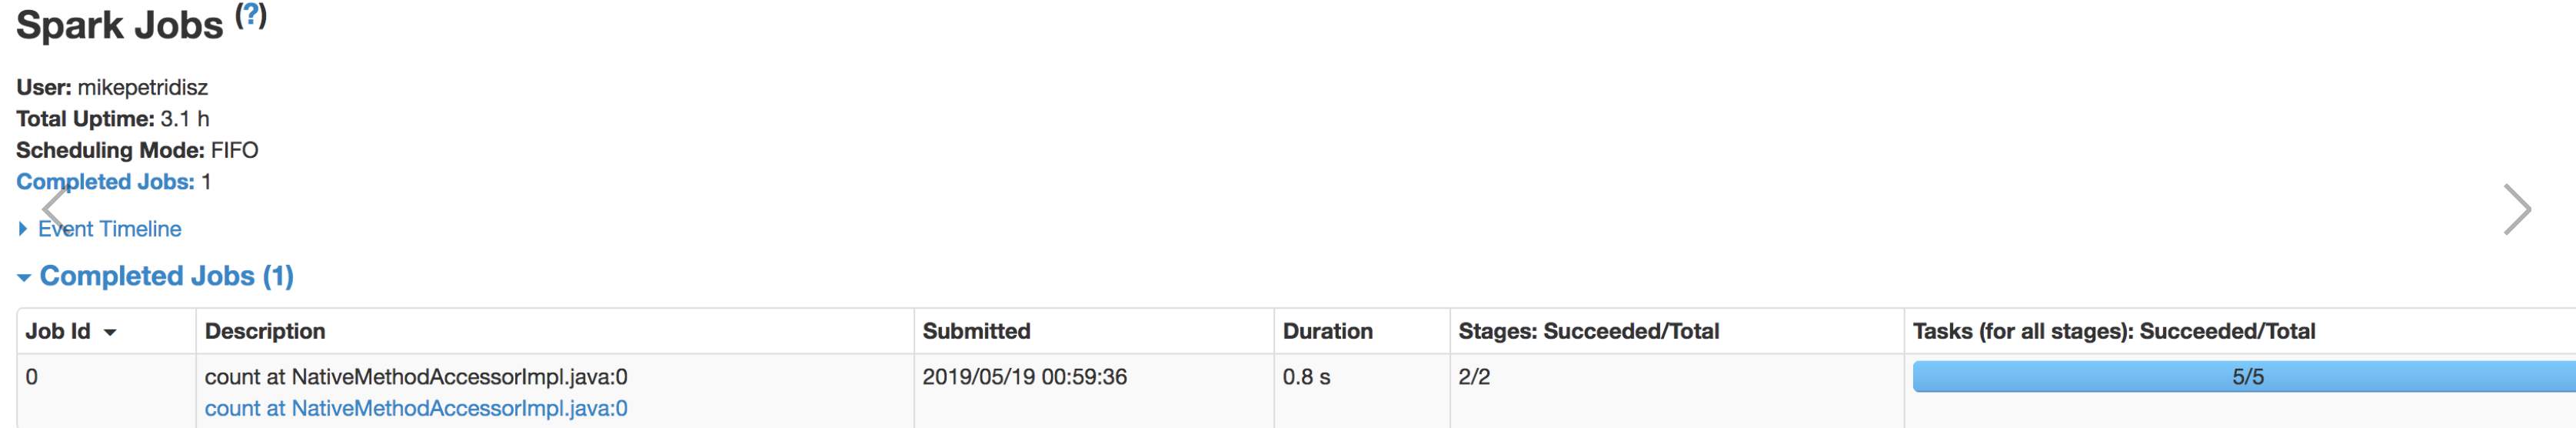 Spark Jobs (?)
User: mikepetridisz
Total Uptime: 3.1 h
Scheduling Mode: FIFO
Completed Jobs: 1
Event Timeline
Completed Jobs (1)
Job Id Description Submitted Duration Stages: Succeeded/Total Tasks (for all stages): Succeeded/Total
0 count at NativeMethodAccessorImpl.java:0 2019/05/19 00:59:36 0.8 s 2/2 5/5
count at NativeMethodAccessorImpl.java:0